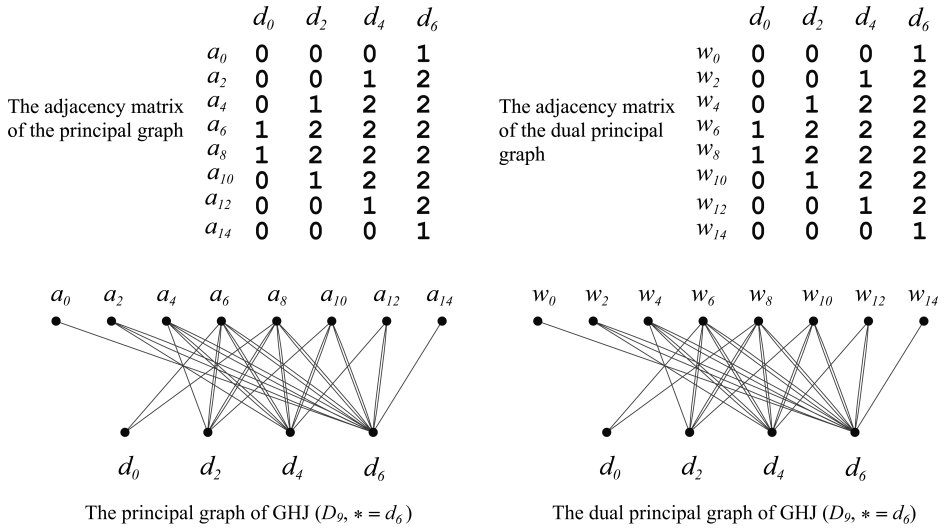 d0 d2 d4 d6
a0 0 0 0 1
a2 0 0 1 2
a4 0 1 2 2
a6 1 2 2 2
a8 1 2 2 2
a10 0 1 2 2
a12 0 0 1 2
a14 0 0 0 1
The adjacency matrix
of the principal graph
d0 d2 d4 d6
w0 0 0 0 1
w2 0 0 1 2
w4 0 1 2 2
w6 1 2 2 2
w8 1 2 2 2
w10 0 1 2 2
w12 0 0 1 2
w14 0 0 0 1
The adjacency matrix
of the dual principal
graph
a0 a2 a4 a6 a8 a10 a12 a14
d0 d2 d4 d6
The principal graph of GHJ (D9, * = d6)
w0 w2 w4 w6 w8 w10 w12 w14
d0 d2 d4 d6
The dual principal graph of GHJ (D9, * = d6)